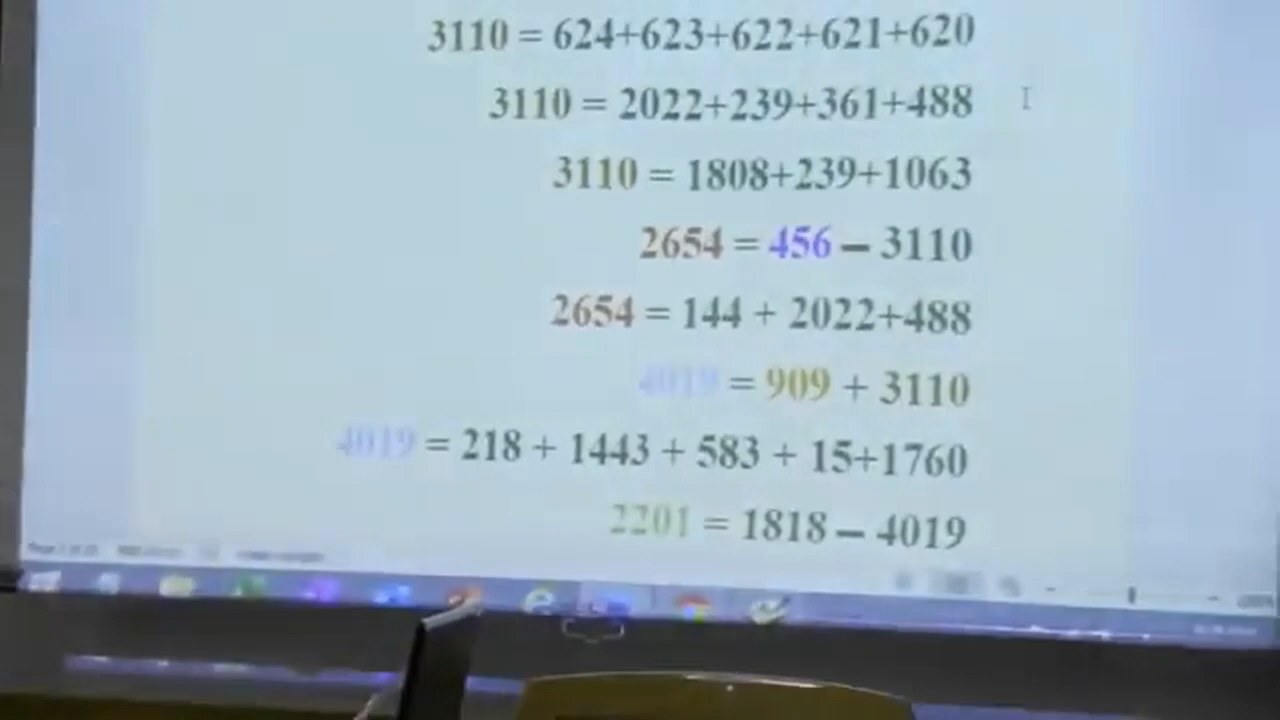 3110 = 624+623+622+621+620
3110 = 2022+239+361+488
3110 = 1808+239+1063
2654 = 456 – 3110
2654 = 144 + 2022+488
4019 = 909 + 3110
4019 = 218 + 1443 + 583 + 15+1760
2201 = 1818 – 4019